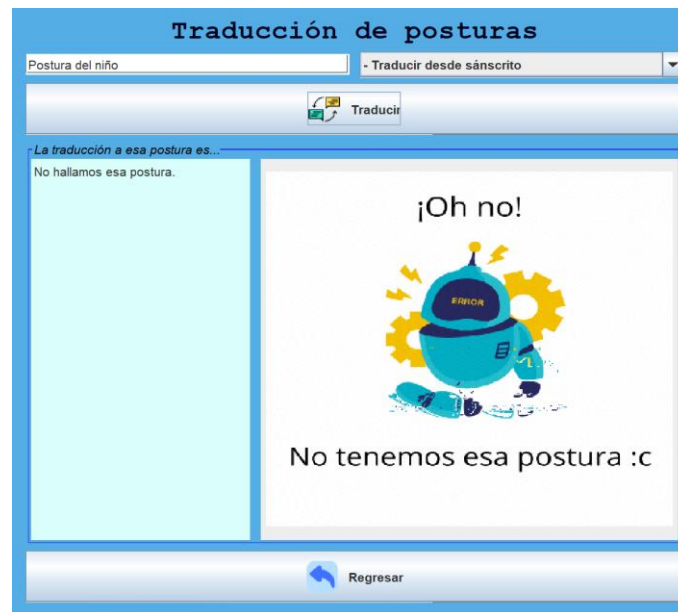 Traducción de posturas
Postura del niño
- Traducir desde sánscrito
Traducir
La traducción a esa postura es...
No hallamos esa postura.
¡Oh no!
ERROR
No tenemos esa postura :c
Regresar